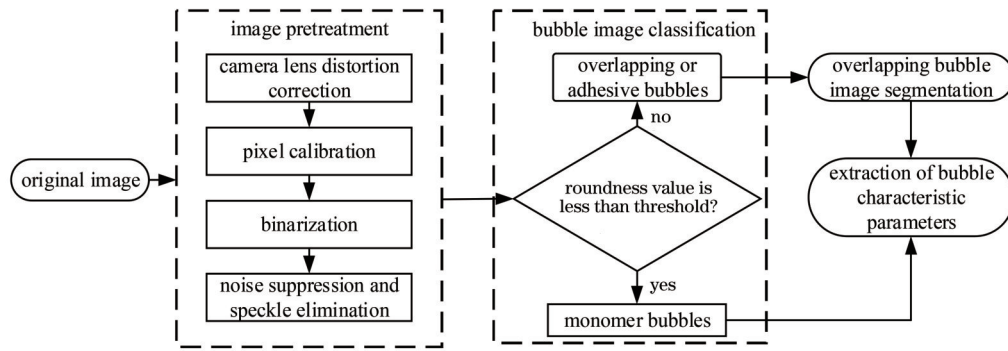 original image
image pretreatment
camera lens distortion
correction
pixel calibration
binarization
noise suppression and
speckle elimination
bubble image classification
overlapping or
adhesive bubbles
no
roundness value is
less than threshold?
yes
monomer bubbles
overlapping bubble
image segmentation
extraction of bubble
characteristic
parameters